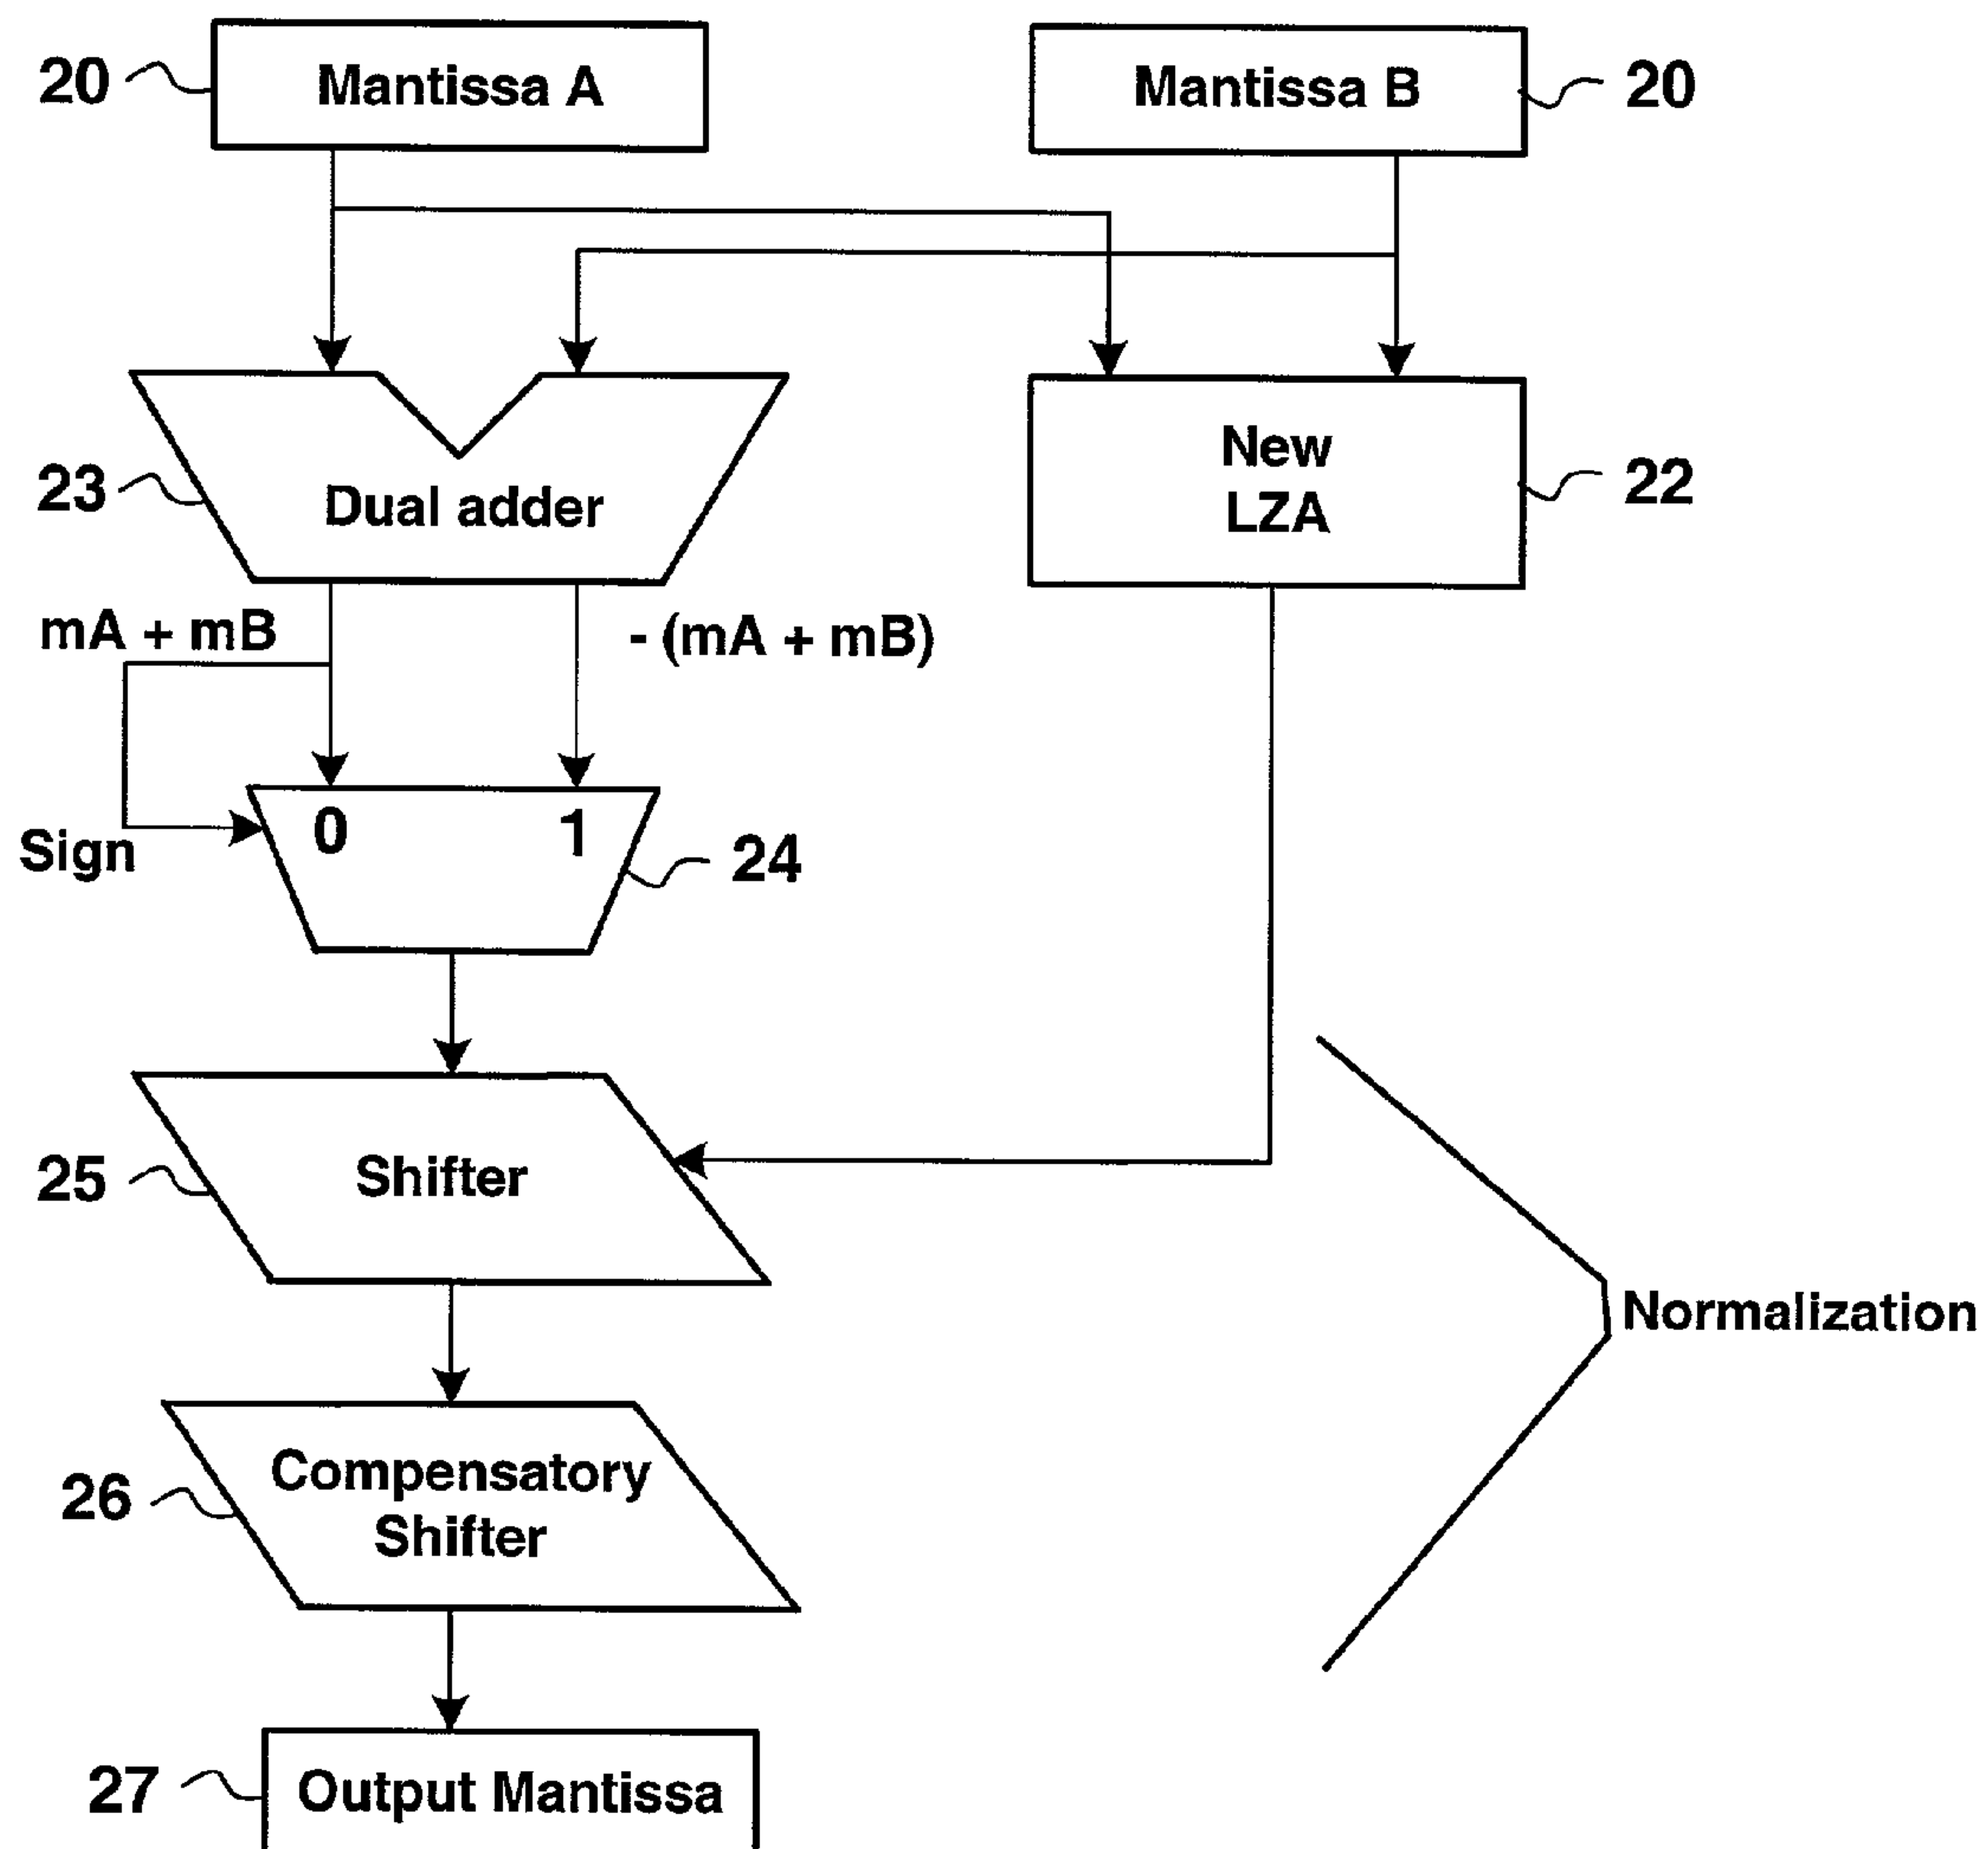 20
Mantissa A
Mantissa B
20
23
Dual adder
New
LZA
22
mA + mB
- (mA + mB)
Sign
0
1
24
25
Shifter
Normalization
26
Compensatory
Shifter
27
Output Mantissa